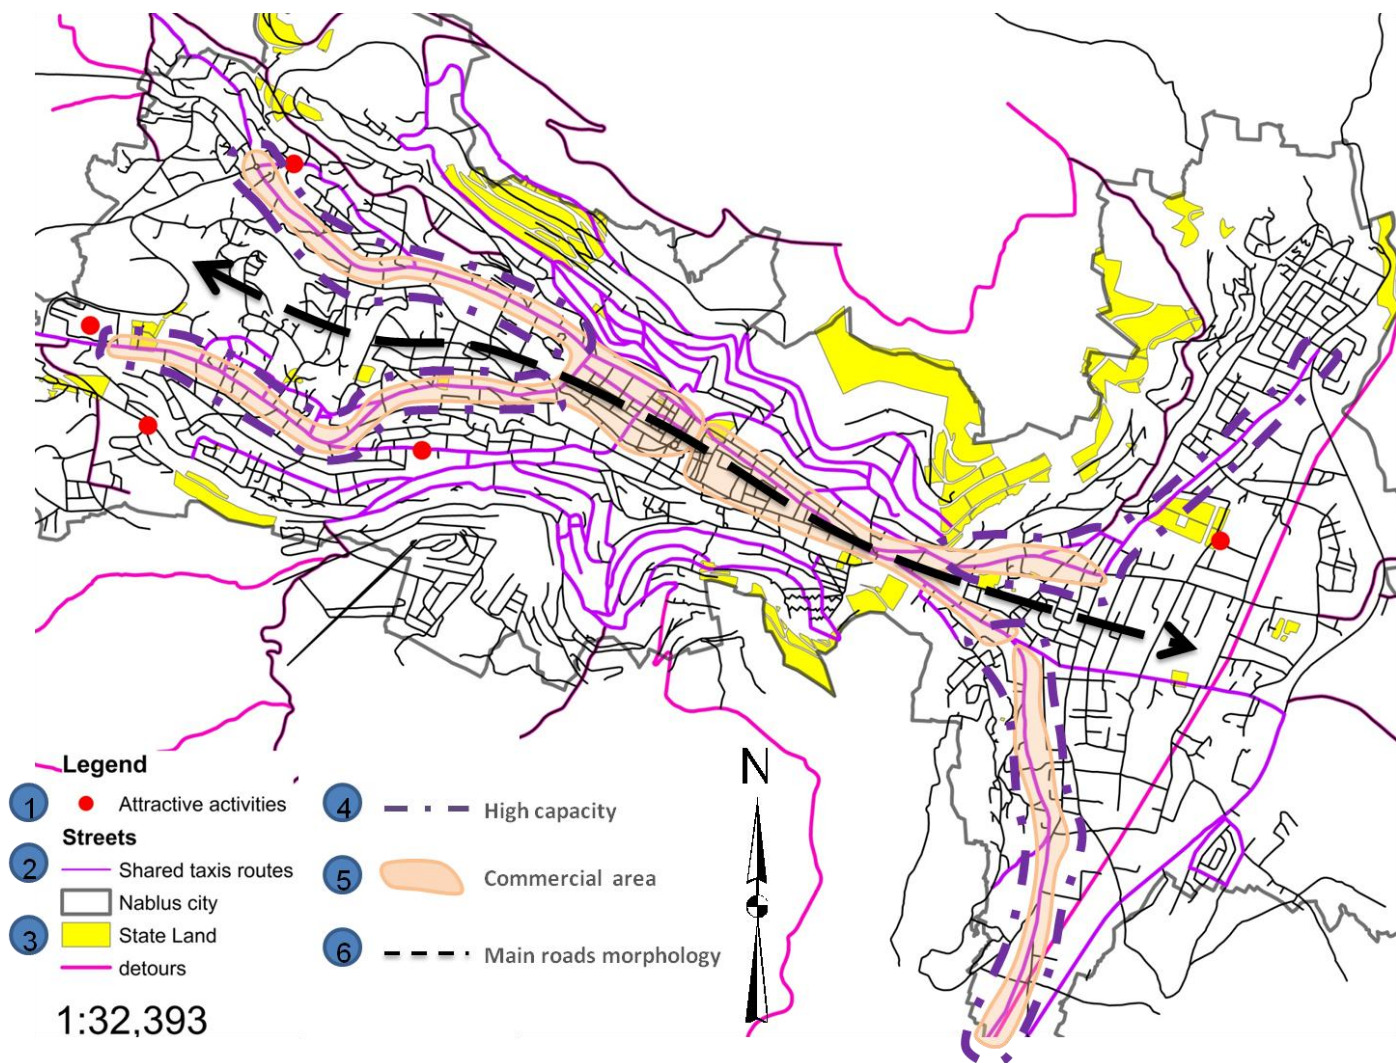 N
Legend
1 Attractive activities
Streets
2 Shared taxis routes
Nablus city
3 State Land
detours
1:32,393
4 High capacity
5 Commercial area
6 Main roads morphology